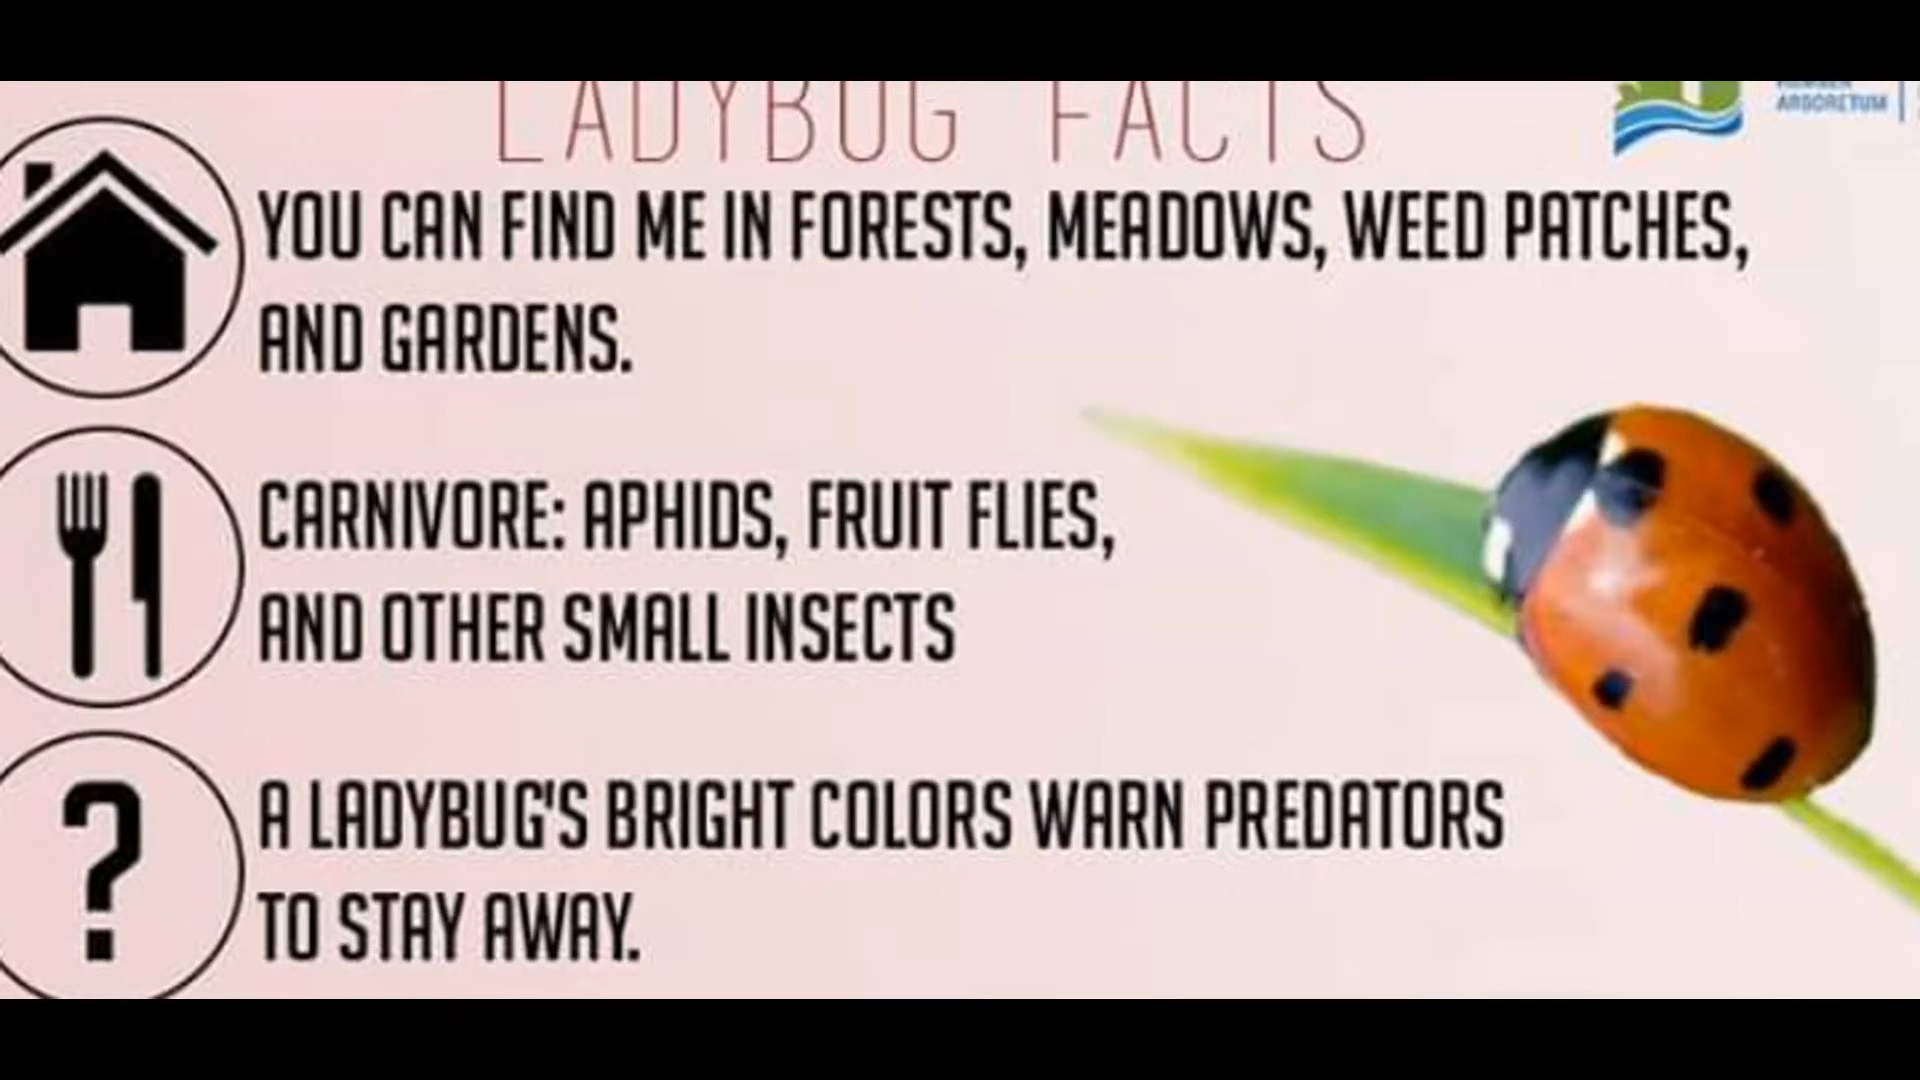 LADYBUG FACTS
ARBORETUM
YOU CAN FIND ME IN FORESTS, MEADOWS, WEED PATCHES,
AND GARDENS.
CARNIVORE: APHIDS, FRUIT FLIES,
AND OTHER SMALL INSECTS
A LADYBUG'S BRIGHT COLORS WARN PREDATORS
TO STAY AWAY.